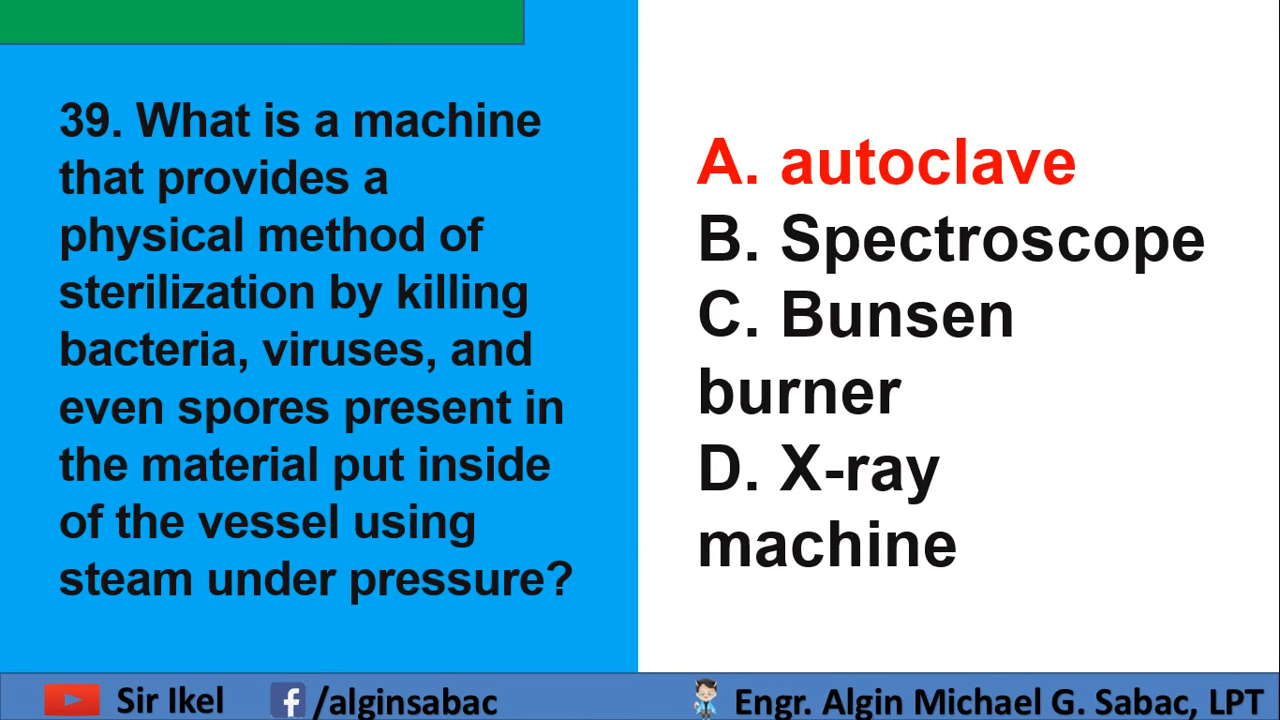 39. What is a machine
that provides a
physical method of
sterilization by killing
bacteria, viruses, and
even spores present in
the material put inside
of the vessel using
steam under pressure?
A. autoclave
B. Spectroscope
C. Bunsen
burner
D. X-ray
machine
Sir Ikel
/alginsabac
Engr. Algin Michael G. Sabac, LPT